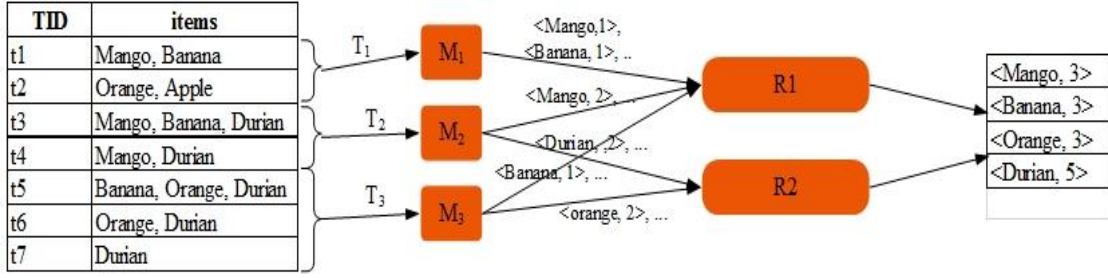 TID items
t1 Mango, Banana
t2 Orange, Apple
t3 Mango, Banana, Durian
t4 Mango, Durian
t5 Banana, Orange, Durian
t6 Orange, Durian
t7 Durian
T1
T2
T3
M1
M2
M3
<Mango,1>,
<Banana, 1>, ..
<Mango, 2>, ...
<Durian, ,2>, ...
<Banana, 1>, ...
<orange, 2>, ...
R1
R2
<Mango, 3>
<Banana, 3>
<Orange, 3>
<Durian, 5>